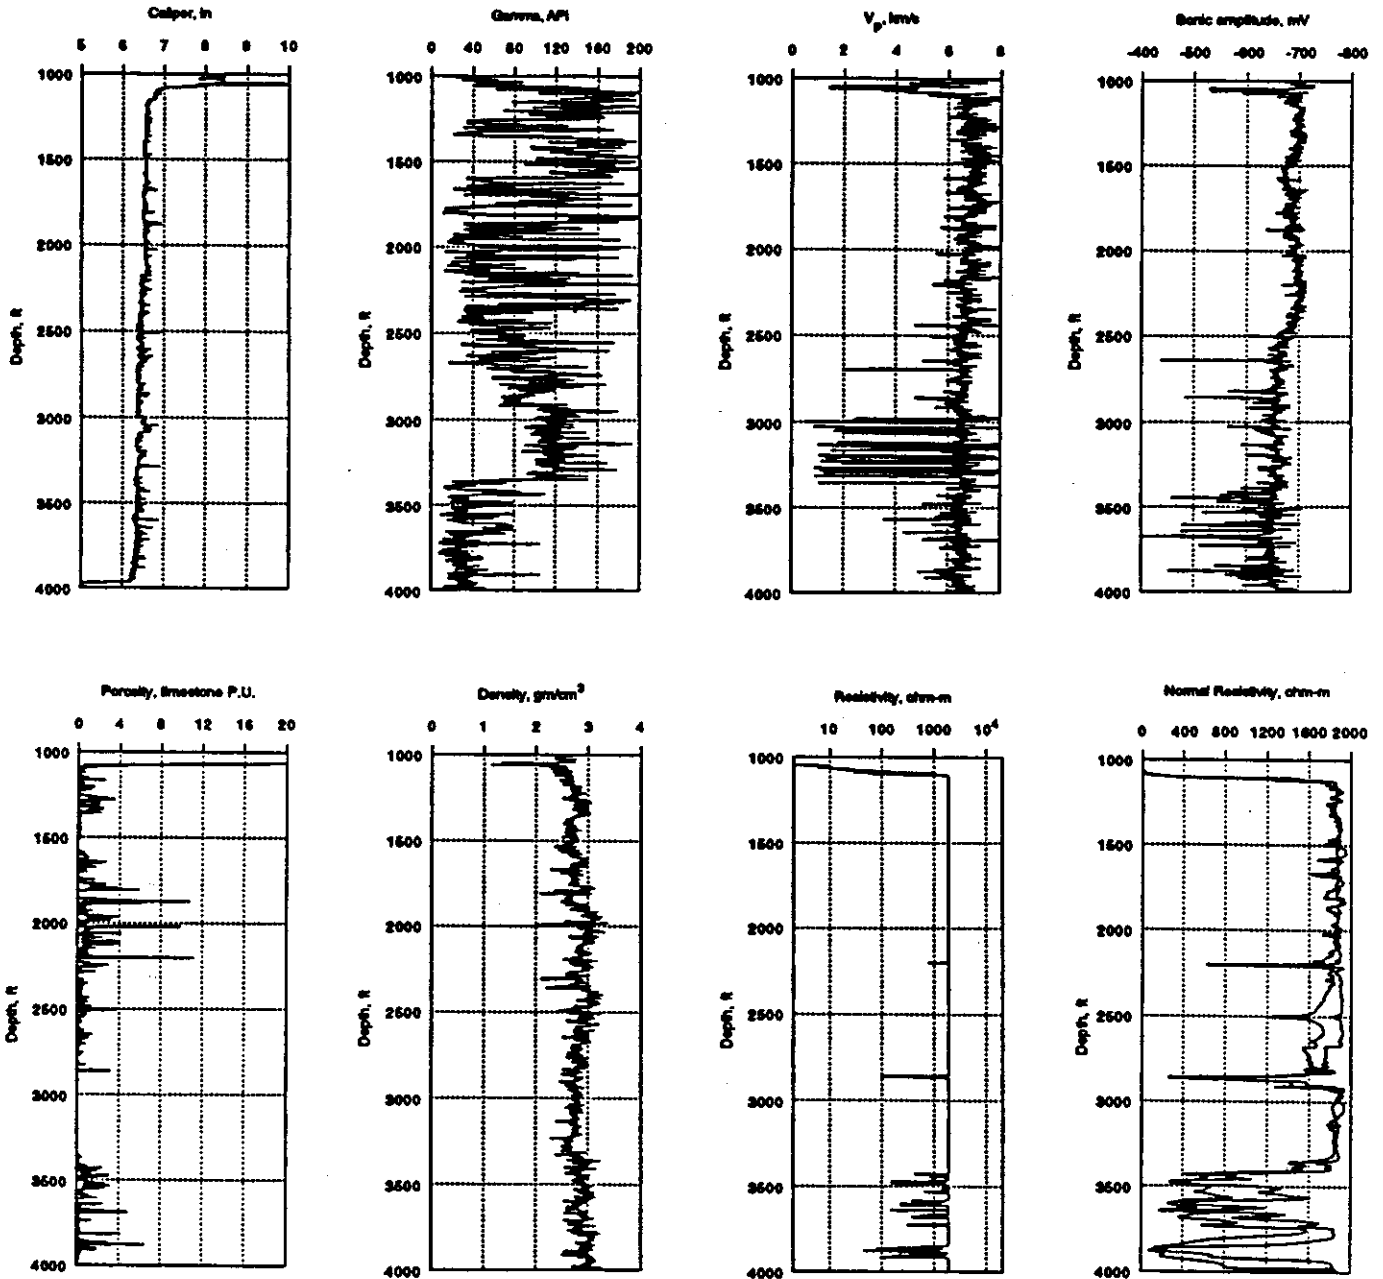 Caliper, in
5 6 7 8 9 10
1000
1500
2000
2500
3000
3500
4000
Depth, ft
Gamma, API
0 40 80 120 160 200
1000
1500
2000
2500
3000
3500
4000
Depth, ft
Vp, km/s
0 2 4 6 8
1000
1500
2000
2500
3000
3500
4000
Depth, ft
Sonic amplitude, mV
-400 -500 -600 -700 -800
1000
1500
2000
2500
3000
3500
4000
Depth, ft
Porosity, limestone P.U.
0 4 8 12 16 20
1000
1500
2000
2500
3000
3500
4000
Depth, ft
Density, gm/cm3
0 1 2 3 4
1000
1500
2000
2500
3000
3500
4000
Depth, ft
Resistivity, ohm-m
10 100 1000 10^4
1000
1500
2000
2500
3000
3500
4000
Depth, ft
Normal Resistivity, ohm-m
0 400 800 1200 1600 2000
1000
1500
2000
2500
3000
3500
4000
Depth, ft